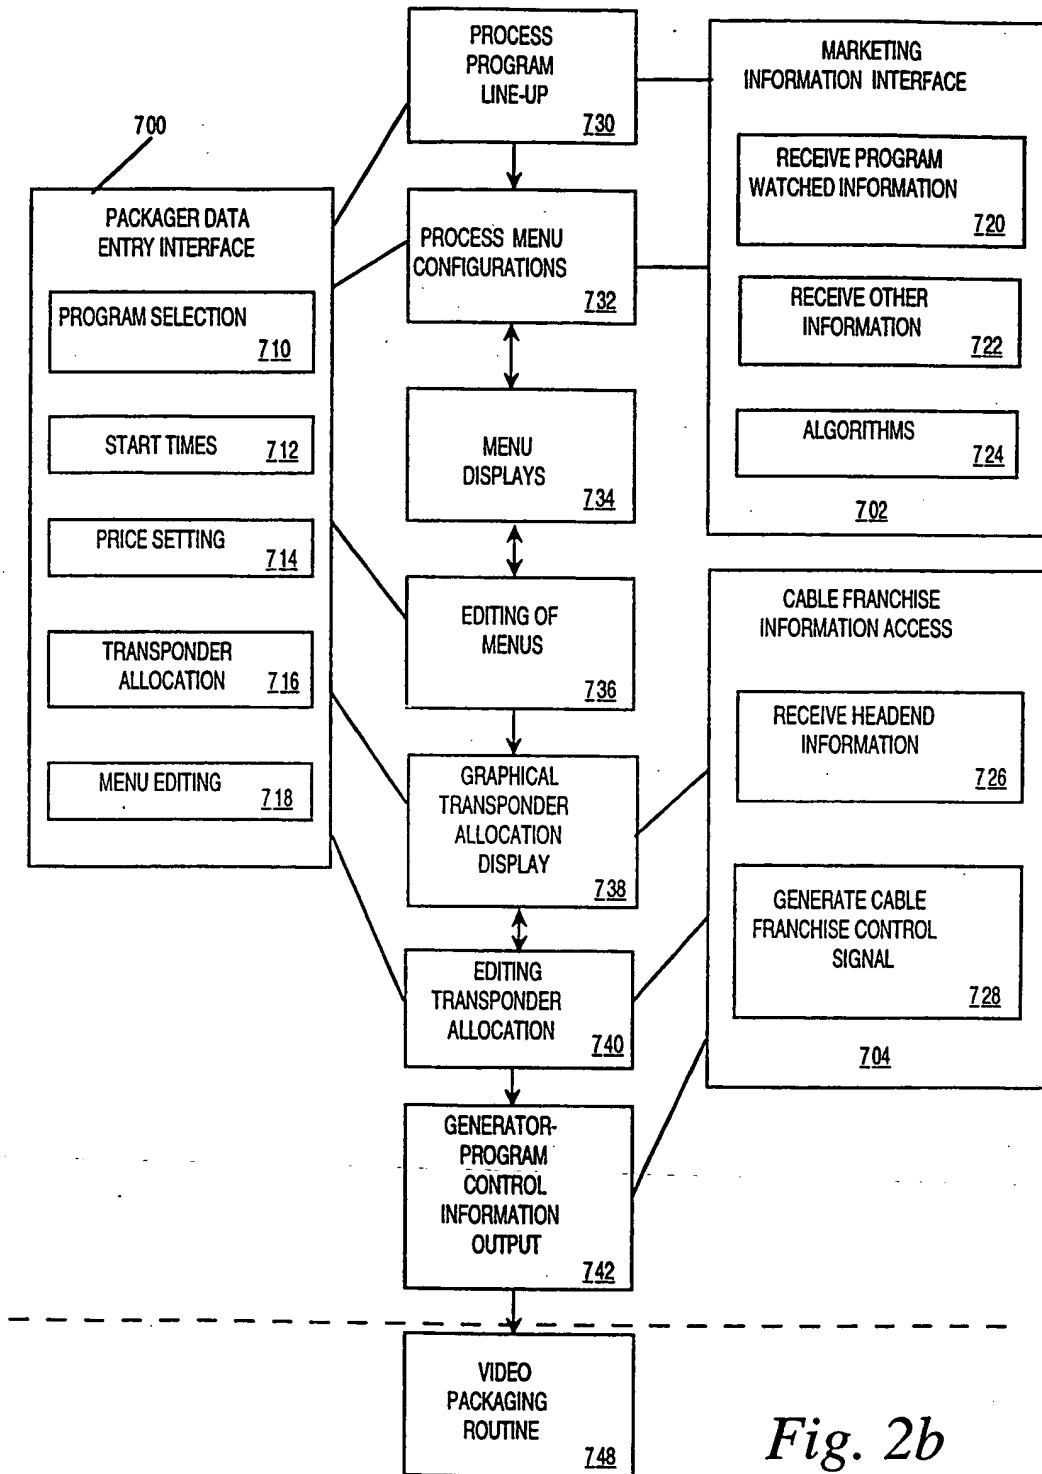 PROCESS
PROGRAM
LINE-UP
730
MARKETING
INFORMATION INTERFACE
RECEIVE PROGRAM
WATCHED INFORMATION
720
RECEIVE OTHER
INFORMATION
722
ALGORITHMS
724
702
700
PACKAGER DATA
ENTRY INTERFACE
PROGRAM SELECTION
710
START TIMES
712
PRICE SETTING
714
TRANSPONDER
ALLOCATION
716
MENU EDITING
718
PROCESS MENU
CONFIGURATIONS
732
MENU
DISPLAYS
734
EDITING OF
MENUS
736
GRAPHICAL
TRANSPONDER
ALLOCATION
DISPLAY
738
EDITING
TRANSPONDER
ALLOCATION
740
GENERATOR-
PROGRAM
CONTROL
INFORMATION
OUTPUT
742
CABLE FRANCHISE
INFORMATION ACCESS
RECEIVE HEADEND
INFORMATION
726
GENERATE CABLE
FRANCHISE CONTROL
SIGNAL
728
704
VIDEO
PACKAGING
ROUTINE
748
Fig. 2b